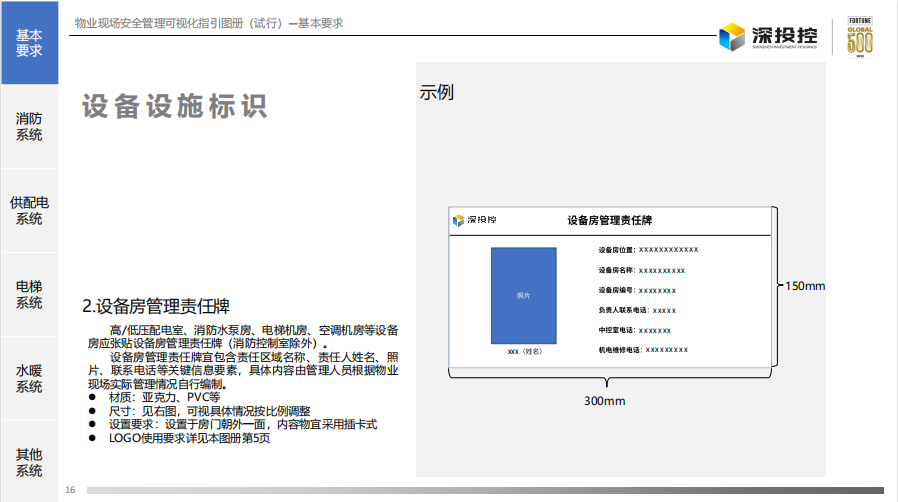 基本
要求
消防
系统
供配电
系统
电梯
系统
水暖
系统
其他
系统
物业现场安全管理可视化指引图册（试行）—基本要求
深投控
SHENZHEN INVESTMENT HOLDINGS
FORTUNE
GLOBAL
500
设备设施标识
2.设备房管理责任牌
高/低压配电室、消防水泵房、电梯机房、空调机房等设备
房应张贴设备房管理责任牌（消防控制室除外）。
设备房管理责任牌宜包含责任区域名称、责任人姓名、照
片、联系电话等关键信息要素，具体内容由管理人员根据物业
现场实际管理情况自行编制。
● 材质：亚克力、PVC等
● 尺寸：见右图，可视具体情况按比例调整
● 设置要求：设置于房门朝外一面，内容物宜采用插卡式
● LOGO使用要求详见本图册第5页
示例
深投控
设备房管理责任牌
照片
xxx（姓名）
设备房位置：XXXXXXXXXXXX
设备房名称：XXXXXXXXXX
设备房编号：XXXXXXXX
负责人联系电话：XXXXX
中控室电话：XXXXXXX
机电维修电话：XXXXXXXXX
150mm
300mm
16